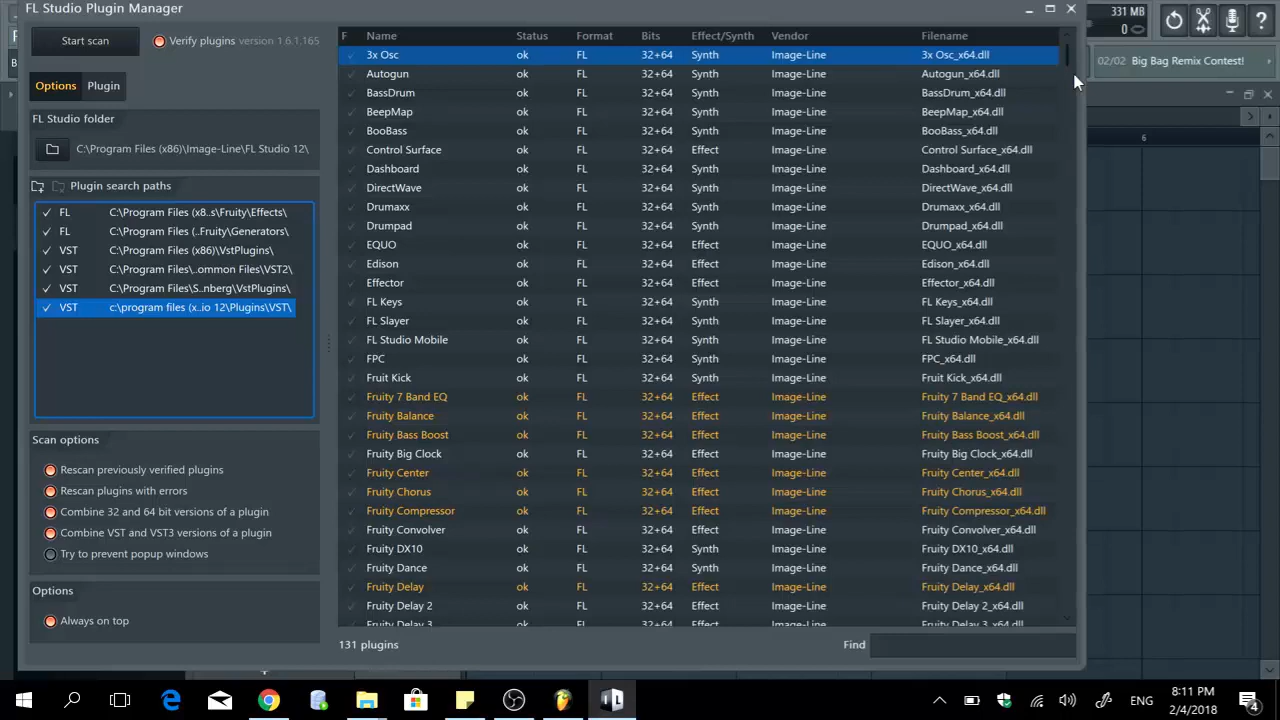 FL Studio Plugin Manager
Start scan
Verify plugins version 1.6.1.165
Options Plugin
FL Studio folder
C:\Program Files (x86)\Image-Line\FL Studio 12\
Plugin search paths
FL C:\Program Files (x8..s\Fruity\Effects\
FL C:\Program Files (..Fruity\Generators\
VST C:\Program Files (x86)\VstPlugins\
VST C:\Program Files\..ommon Files\VST2\
VST C:\Program Files\S..nberg\VstPlugins\
VST c:\program files (x..io 12\Plugins\VST\
Scan options
Rescan previously verified plugins
Rescan plugins with errors
Combine 32 and 64 bit versions of a plugin
Combine VST and VST3 versions of a plugin
Try to prevent popup windows
Options
Always on top
F Name Status Format Bits Effect/Synth Vendor Filename
3x Osc ok FL 32+64 Synth Image-Line 3x Osc_x64.dll
Autogun ok FL 32+64 Synth Image-Line Autogun_x64.dll
BassDrum ok FL 32+64 Synth Image-Line BassDrum_x64.dll
BeepMap ok FL 32+64 Synth Image-Line BeepMap_x64.dll
BooBass ok FL 32+64 Synth Image-Line BooBass_x64.dll
Control Surface ok FL 32+64 Effect Image-Line Control Surface_x64.dll
Dashboard ok FL 32+64 Synth Image-Line Dashboard_x64.dll
DirectWave ok FL 32+64 Synth Image-Line DirectWave_x64.dll
Drumaxx ok FL 32+64 Synth Image-Line Drumaxx_x64.dll
Drumpad ok FL 32+64 Synth Image-Line Drumpad_x64.dll
EQUO ok FL 32+64 Effect Image-Line EQUO_x64.dll
Edison ok FL 32+64 Effect Image-Line Edison_x64.dll
Effector ok FL 32+64 Effect Image-Line Effector_x64.dll
FL Keys ok FL 32+64 Synth Image-Line FL Keys_x64.dll
FL Slayer ok FL 32+64 Synth Image-Line FL Slayer_x64.dll
FL Studio Mobile ok FL 32+64 Synth Image-Line FL Studio Mobile_x64.dll
FPC ok FL 32+64 Synth Image-Line FPC_x64.dll
Fruit Kick ok FL 32+64 Synth Image-Line Fruit Kick_x64.dll
Fruity 7 Band EQ ok FL 32+64 Effect Image-Line Fruity 7 Band EQ_x64.dll
Fruity Balance ok FL 32+64 Effect Image-Line Fruity Balance_x64.dll
Fruity Bass Boost ok FL 32+64 Effect Image-Line Fruity Bass Boost_x64.dll
Fruity Big Clock ok FL 32+64 Effect Image-Line Fruity Big Clock_x64.dll
Fruity Center ok FL 32+64 Effect Image-Line Fruity Center_x64.dll
Fruity Chorus ok FL 32+64 Effect Image-Line Fruity Chorus_x64.dll
Fruity Compressor ok FL 32+64 Effect Image-Line Fruity Compressor_x64.dll
Fruity Convolver ok FL 32+64 Effect Image-Line Fruity Convolver_x64.dll
Fruity DX10 ok FL 32+64 Synth Image-Line Fruity DX10_x64.dll
Fruity Dance ok FL 32+64 Synth Image-Line Fruity Dance_x64.dll
Fruity Delay ok FL 32+64 Effect Image-Line Fruity Delay_x64.dll
Fruity Delay 2 ok FL 32+64 Effect Image-Line Fruity Delay 2_x64.dll
Fruity Delay 3 ok FL 32+64 Effect Image-Line Fruity Delay 3_x64.dll
131 plugins
Find
331 MB
0
02/02 Big Bag Remix Contest!
6
ENG
8:11 PM
2/4/2018
4